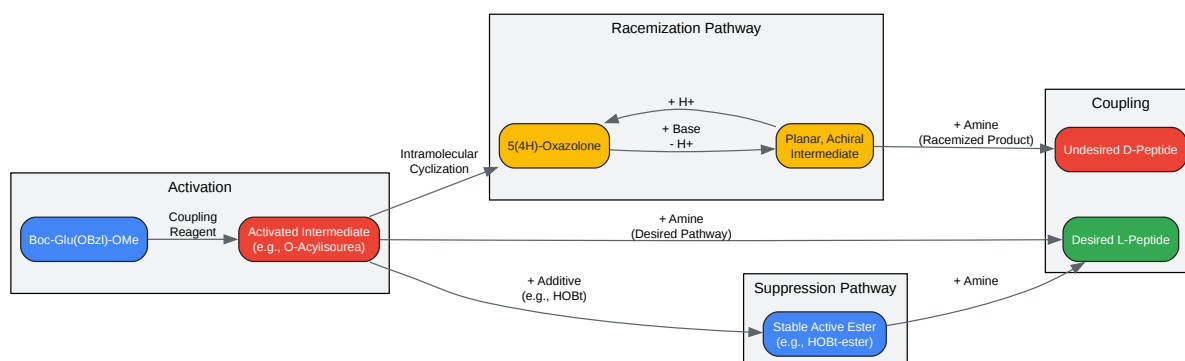 Racemization Pathway
+ H+
5(4H)-Oxazolone
+ Base
- H+
Planar, Achiral
Intermediate
+ Amine
(Racemized Product)
Coupling
Undesired D-Peptide
Desired L-Peptide
Intramolecular
Cyclization
Activation
Boc-Glu(OBzl)-OMe
Coupling
Reagent
Activated Intermediate
(e.g., O-Acylisourea)
+ Amine
(Desired Pathway)
+ Additive
(e.g., HOBt)
Suppression Pathway
Stable Active Ester
(e.g., HOBt-ester)
+ Amine